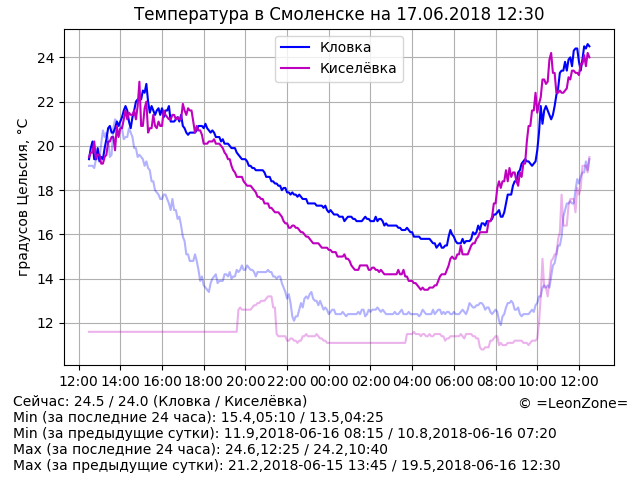 Температура в Смоленске на 17.06.2018 12:30
Кловка
Киселёвка
градусов Цельсия, °C
24
22
20
18
16
14
12
12:00 14:00 16:00 18:00 20:00 22:00 00:00 02:00 04:00 06:00 08:00 10:00 12:00
Сейчас: 24.5 / 24.0 (Кловка / Киселёвка)
© =LeonZone=
Min (за последние 24 часа): 15.4,05:10 / 13.5,04:25
Min (за предыдущие сутки): 11.9,2018-06-16 08:15 / 10.8,2018-06-16 07:20
Max (за последние 24 часа): 24.6,12:25 / 24.2,10:40
Max (за предыдущие сутки): 21.2,2018-06-15 13:45 / 19.5,2018-06-16 12:30